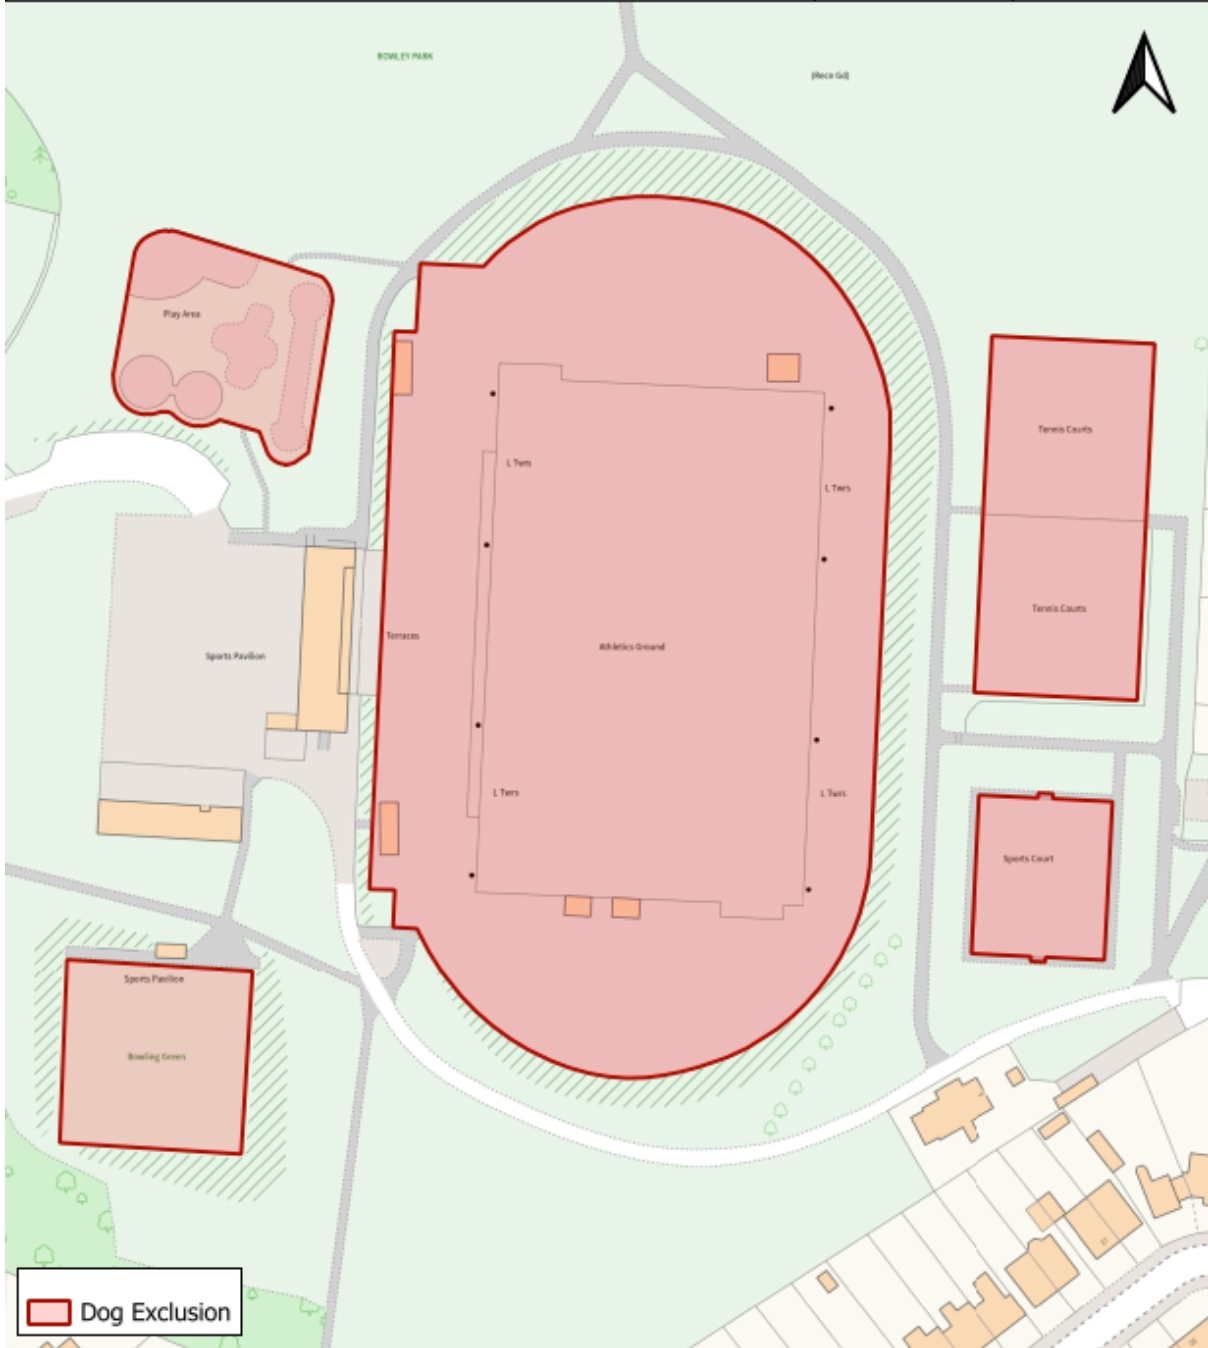 ROWLEY PARK
(Recn Gd)
Play Area
Tennis Courts
L Twrs
L Twrs
Tennis Courts
Terraces
Athletics Ground
Sports Pavilion
L Twrs
L Twrs
Sports Court
Sports Pavilion
Bowling Green
Dog Exclusion